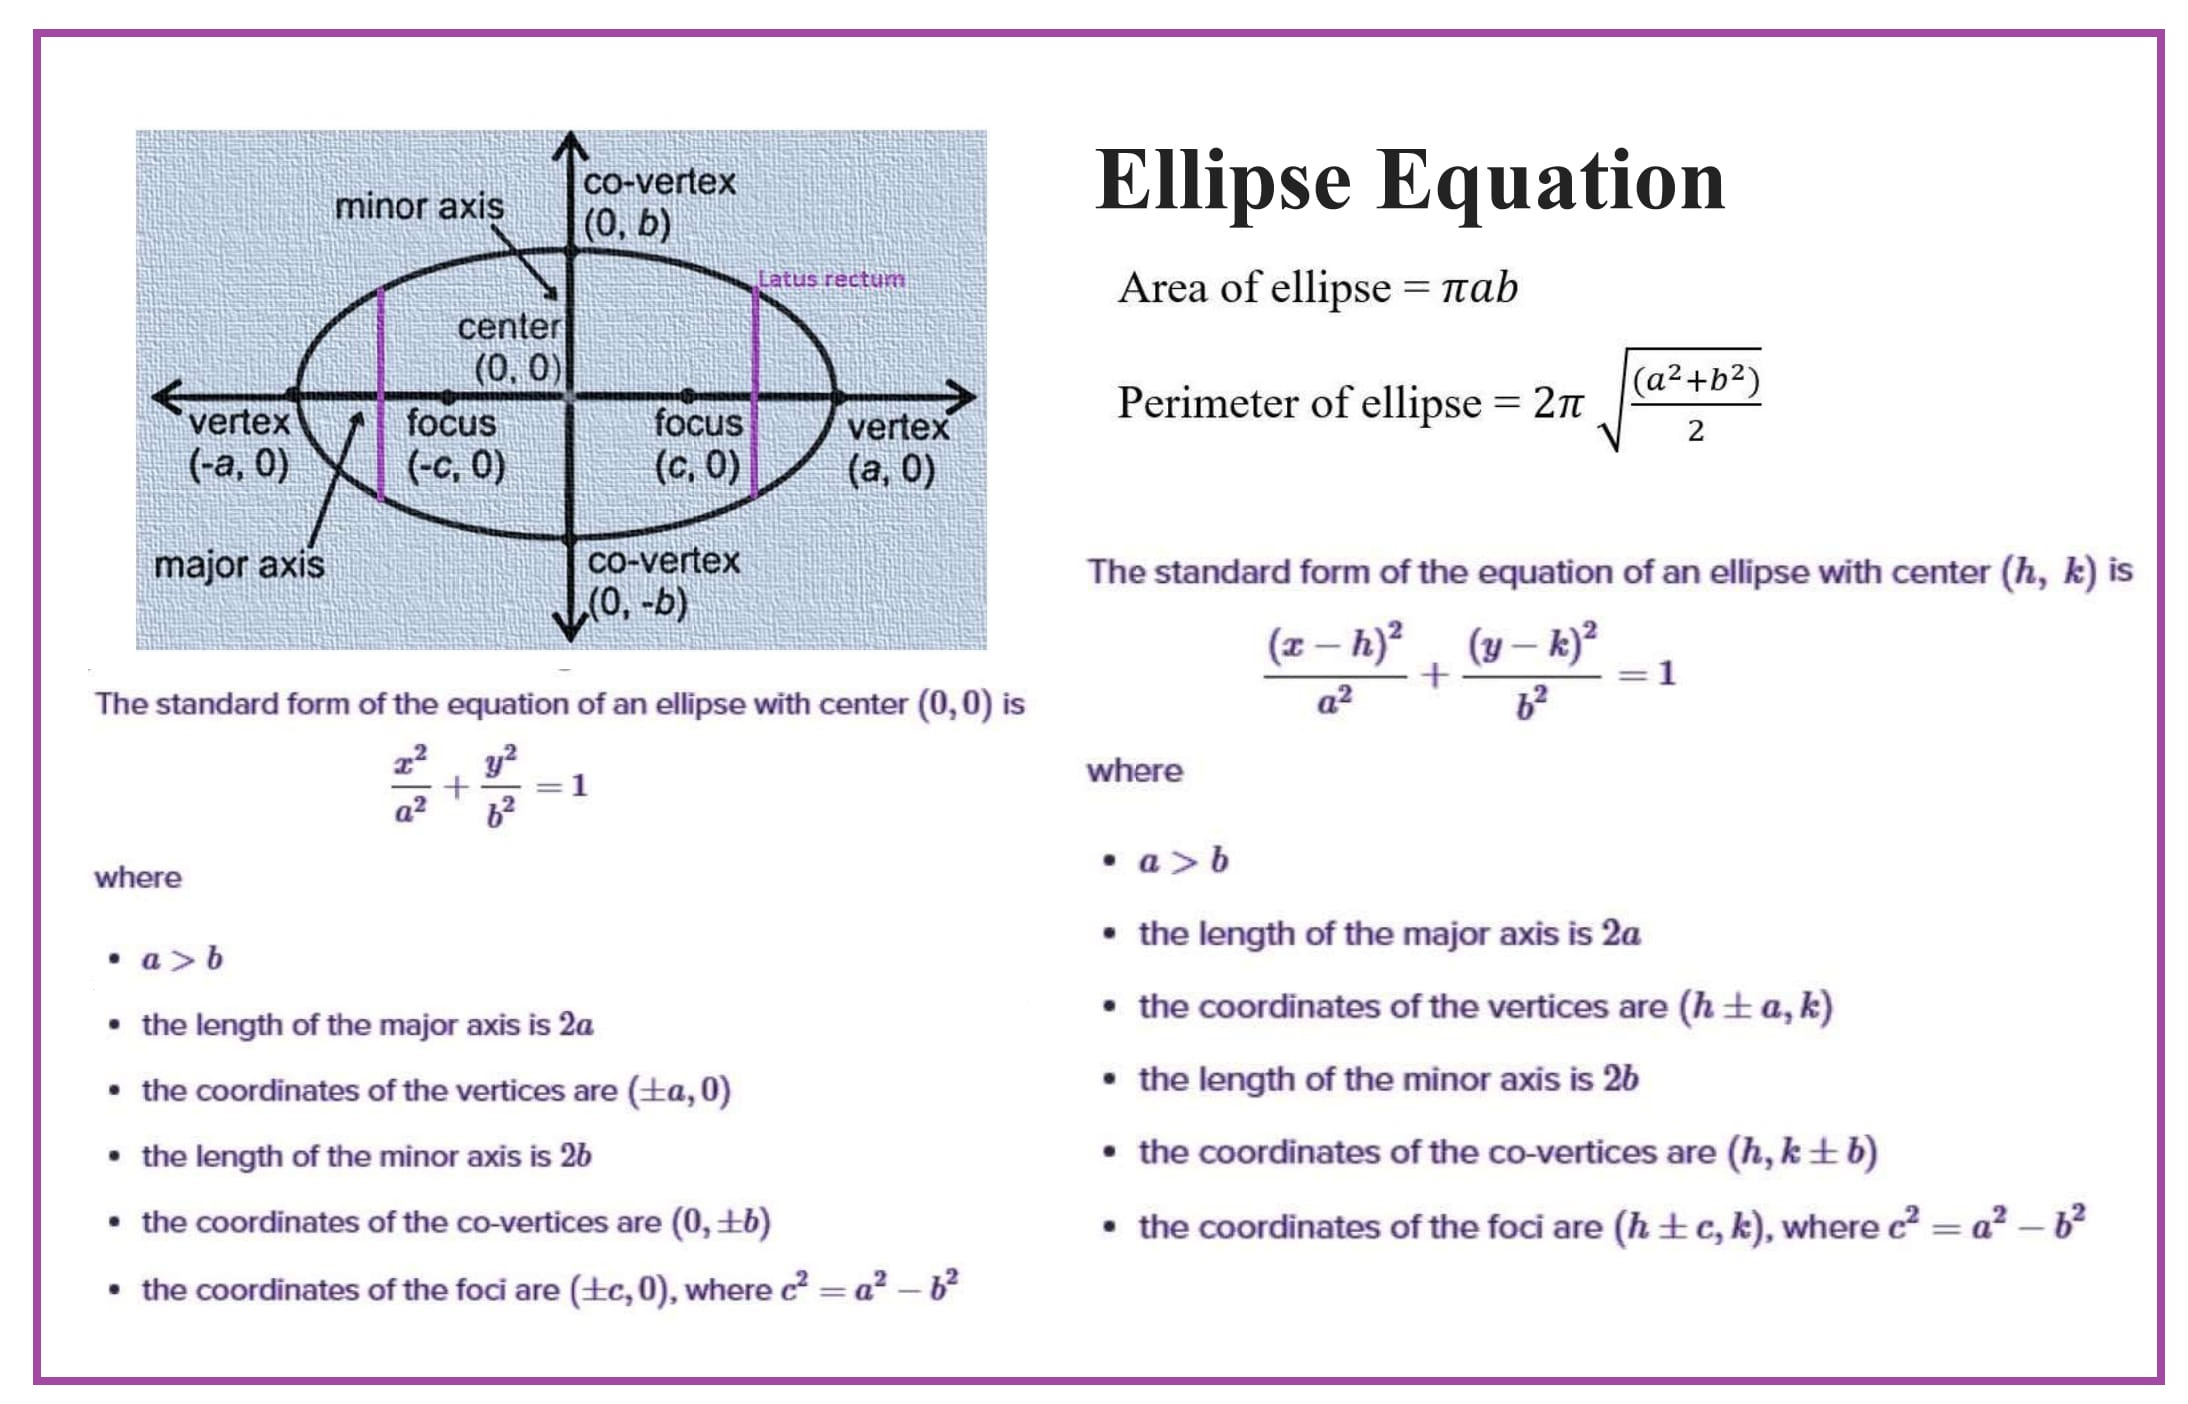 minor axis
co-vertex
(0, b)
Latus rectum
center
(0, 0)
vertex
(-a, 0)
focus
(-c, 0)
focus
(c, 0)
vertex
(a, 0)
major axis
co-vertex
(0, -b)
The standard form of the equation of an ellipse with center (0,0) is
x²/a² + y²/b² = 1
where
• a > b
• the length of the major axis is 2a
• the coordinates of the vertices are (±a, 0)
• the length of the minor axis is 2b
• the coordinates of the co-vertices are (0, ±b)
• the coordinates of the foci are (±c, 0), where c² = a² − b²
Ellipse Equation
Area of ellipse = πab
Perimeter of ellipse = 2π √((a²+b²)/2)
The standard form of the equation of an ellipse with center (h, k) is
(x − h)²/a² + (y − k)²/b² = 1
where
• a > b
• the length of the major axis is 2a
• the coordinates of the vertices are (h ± a, k)
• the length of the minor axis is 2b
• the coordinates of the co-vertices are (h, k ± b)
• the coordinates of the foci are (h ± c, k), where c² = a² − b²